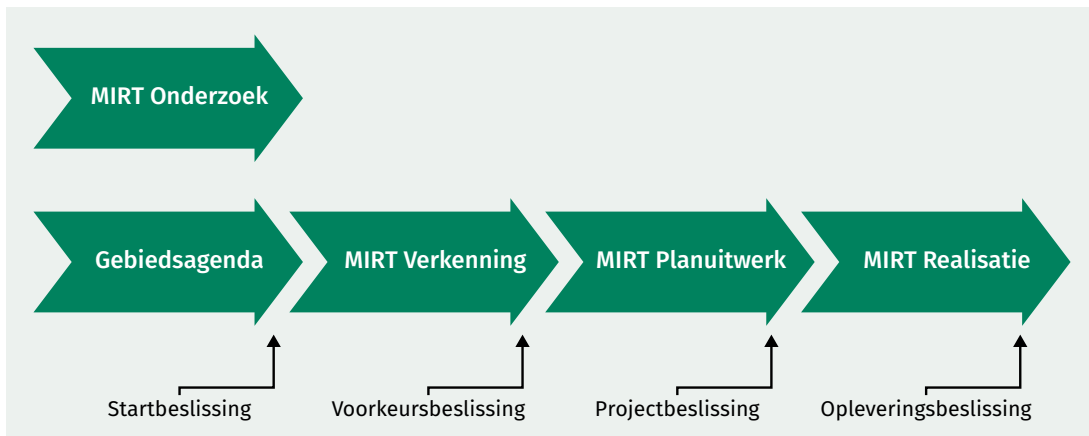 MIRT Onderzoek
Gebiedsagenda
MIRT Verkenning
MIRT Planuitwerk
MIRT Realisatie
Startbeslissing
Voorkeursbeslissing
Projectbeslissing
Opleveringsbeslissing